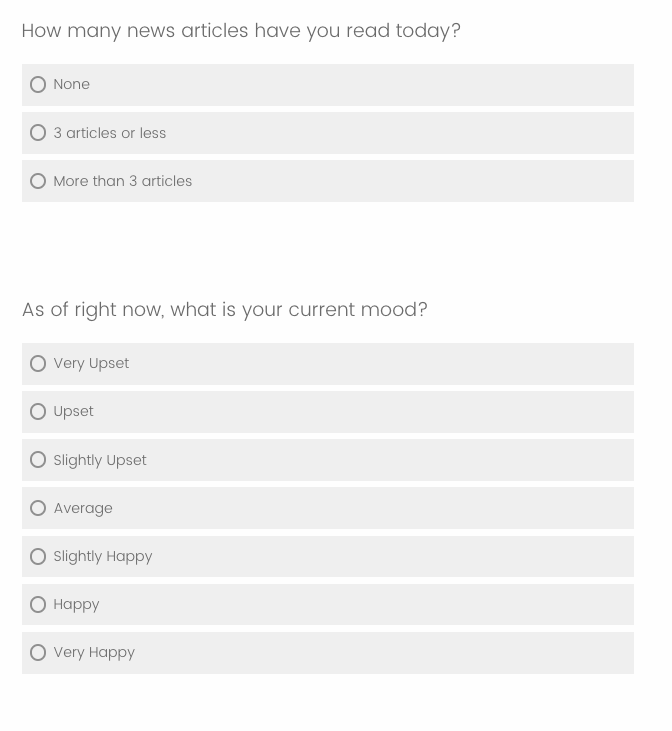 How many news articles have you read today?
None
3 articles or less
More than 3 articles
As of right now, what is your current mood?
Very Upset
Upset
Slightly Upset
Average
Slightly Happy
Happy
Very Happy